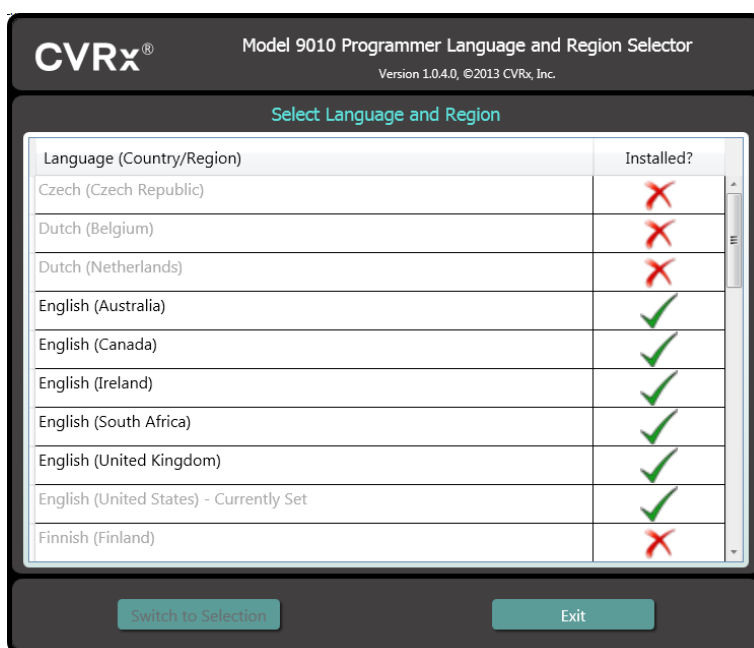 CVRx®
Model 9010 Programmer Language and Region Selector
Version 1.0.4.0, ©2013 CVRx, Inc.
Select Language and Region
Language (Country/Region) Installed?
Czech (Czech Republic)
Dutch (Belgium)
Dutch (Netherlands)
English (Australia)
English (Canada)
English (Ireland)
English (South Africa)
English (United Kingdom)
English (United States) - Currently Set
Finnish (Finland)
Switch to Selection Exit